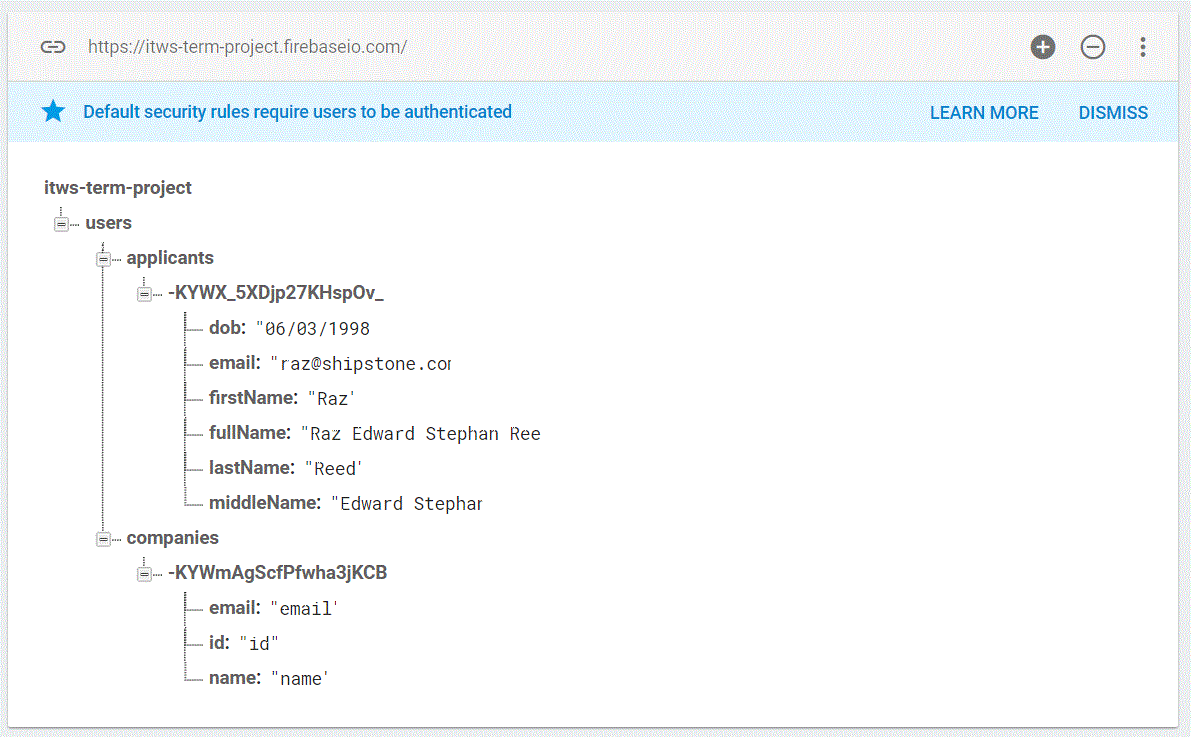 https://itws-term-project.firebaseio.com/
Default security rules require users to be authenticated LEARN MORE DISMISS
itws-term-project
users
applicants
-KYWX_5XDjp27KHspOv_
dob: "06/03/1998
email: "raz@shipstone.com
firstName: "Raz"
fullName: "Raz Edward Stephan Ree
lastName: "Reed"
middleName: "Edward Stephan
companies
-KYWmAgScfPfwha3jKCB
email: "email"
id: "id"
name: "name"